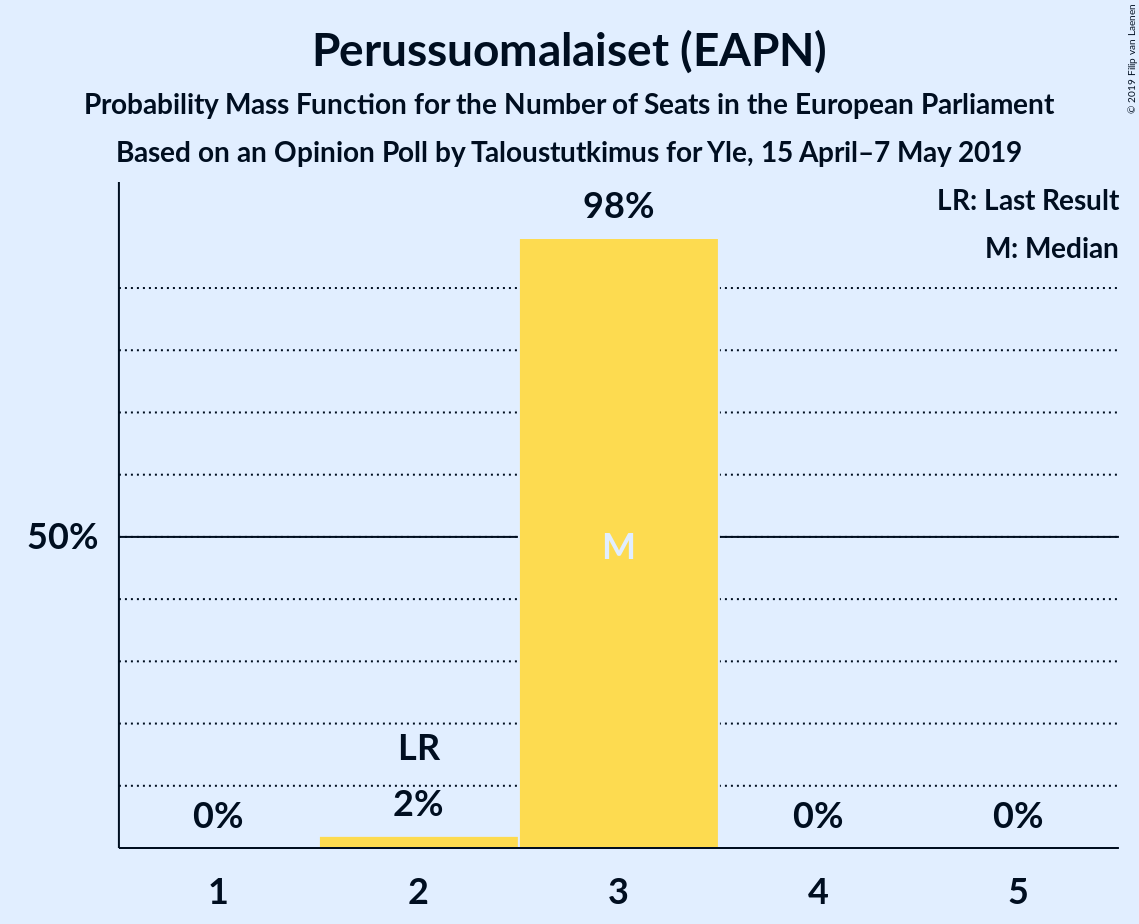 Perussuomalaiset (EAPN)
Probability Mass Function for the Number of Seats in the European Parliament
Based on an Opinion Poll by Taloustutkimus for Yle, 15 April–7 May 2019
© 2019 Filip van Laenen
LR: Last Result
M: Median
98%
50%
M
LR
0%
2%
0%
0%
1
2
3
4
5